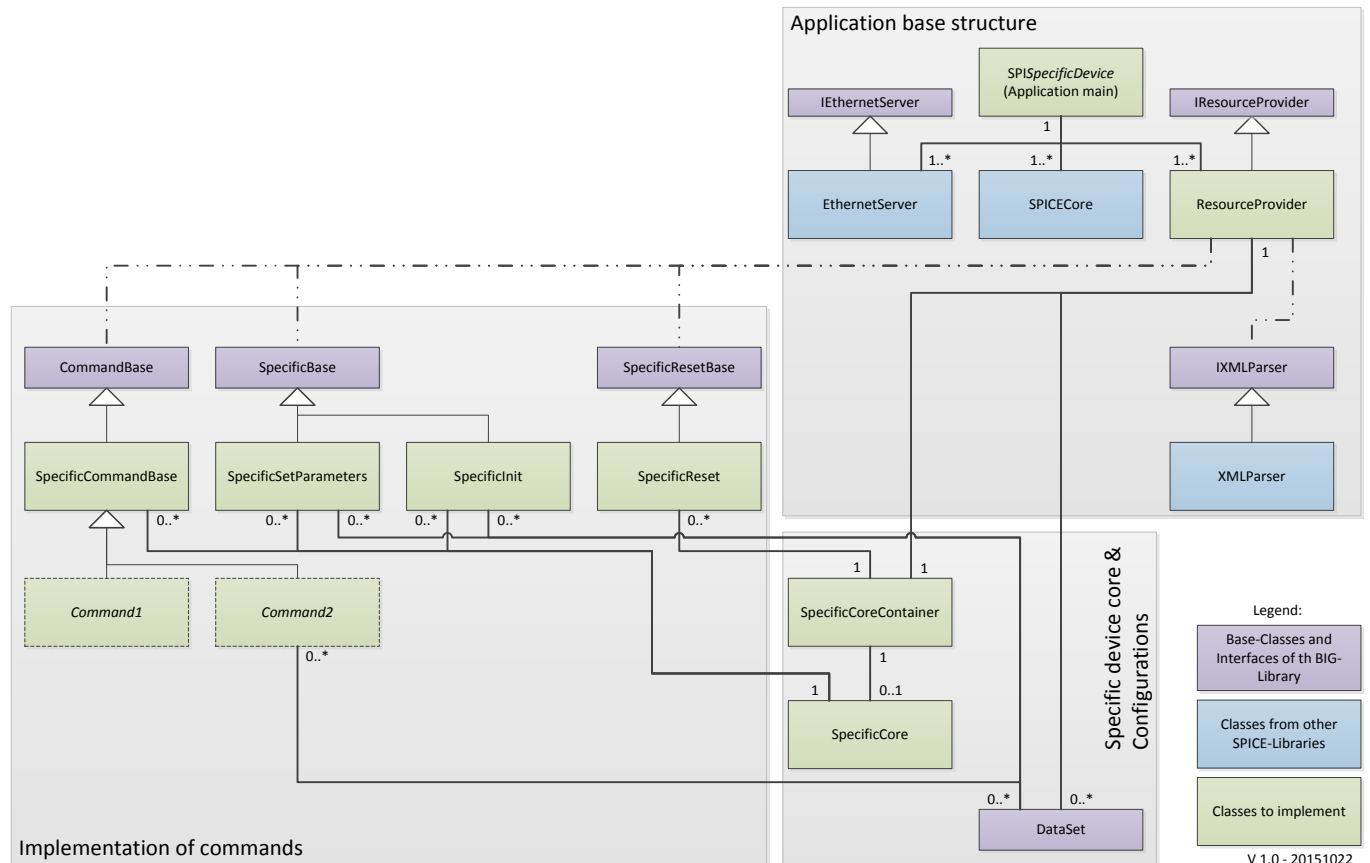 Application base structure
SPISpecificDevice
(Application main)
IEthernetServer
IResourceProvider
1
1..*
1..*
1..*
EthernetServer
SPICECore
ResourceProvider
1
CommandBase
SpecificBase
SpecificResetBase
IXMLParser
SpecificCommandBase
SpecificSetParameters
SpecificInit
SpecificReset
XMLParser
0..*
0..*
0..*
0..*
0..*
0..*
1
1
Command1
Command2
SpecificCoreContainer
0..*
1
1
0..1
SpecificCore
Specific device core &
Configurations
0..*
0..*
DataSet
Implementation of commands
Legend:
Base-Classes and
Interfaces of th BIG-
Library
Classes from other
SPICE-Libraries
Classes to implement
V 1.0 - 20151022